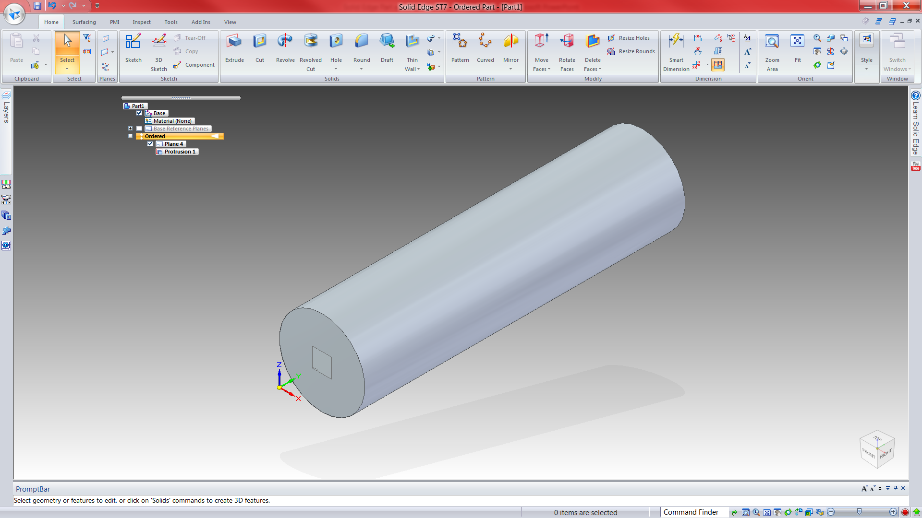 Solid Edge ST7 - Ordered Part - [Part1]
Home Surfacing PMI Inspect Tools Add Ins View
Paste
Select
Sketch
3D Sketch
Tear-Off
Copy
Component
Extrude
Cut
Revolve
Revolved Cut
Hole
Round
Draft
Thin Wall
Pattern
Curved
Mirror
Move Faces
Rotate Faces
Delete
Resize Holes
Resize Rounds
Smart Dimension
Zoom Area
Fit
Style
Switch Windows
Clipboard Select Planes Sketch Solids Pattern Modify Dimension Orient Style Window
Layers
Part1
Base
Material (None)
Base Reference Planes
Ordered
Plane 4
Protrusion 1
Learn Solid Edge
Z
Y
X
PromptBar
Select geometry or features to edit, or click on 'Solids' commands to create 3D features.
0 items are selected
Command Finder